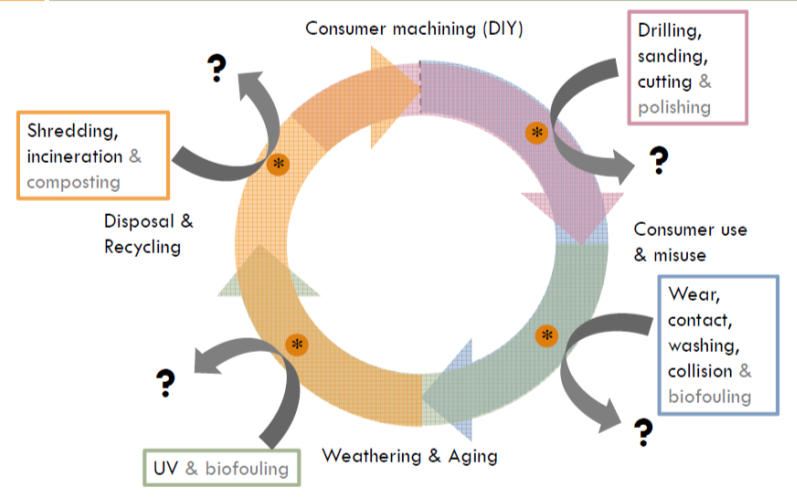 Consumer machining (DIY)
Drilling,
sanding,
cutting &
polishing
?
*
?
Shredding,
incineration &
composting
*
*
Disposal &
Recycling
Consumer use
& misuse
Wear,
contact,
washing,
collision &
biofouling
*
?
*
?
Weathering & Aging
UV & biofouling